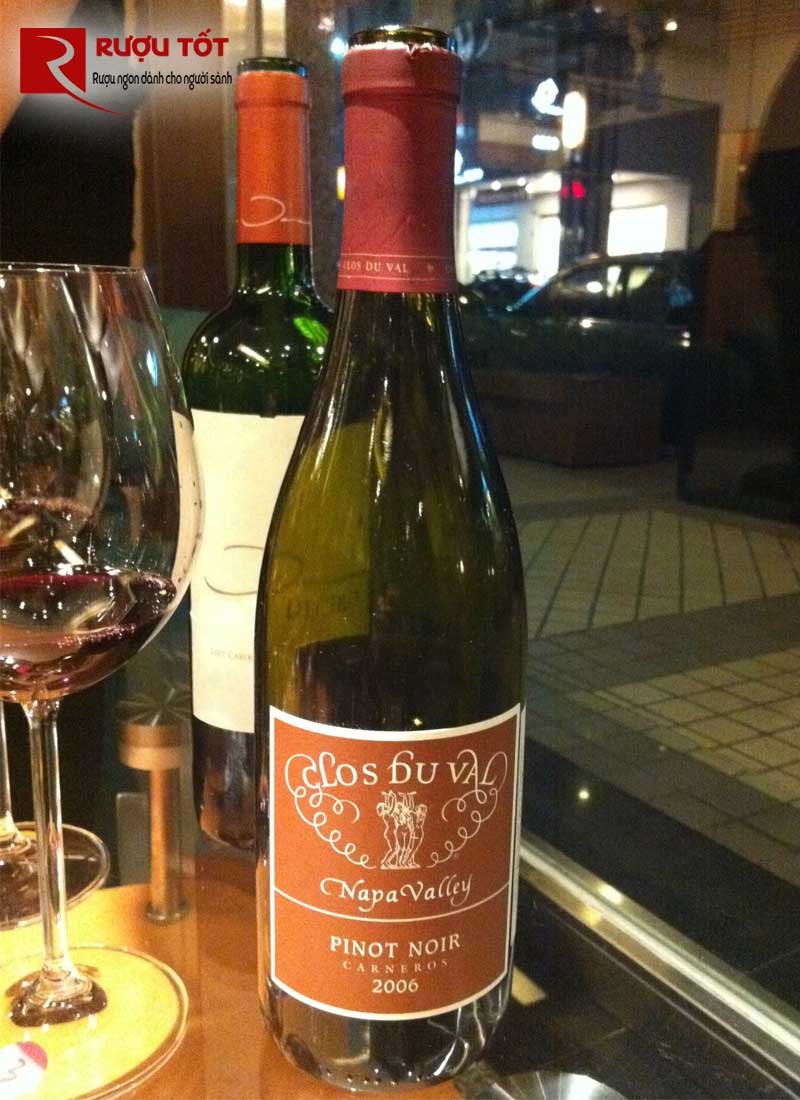 RƯỢU TỐT
Rượu ngon dành cho người sành
CLOS DU VAL
CLOS DU VAL
Napa Valley
PINOT NOIR
CARNEROS
2006